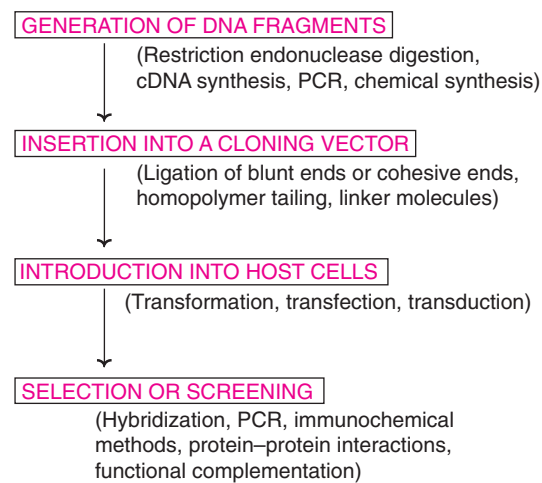 GENERATION OF DNA FRAGMENTS
(Restriction endonuclease digestion,
cDNA synthesis, PCR, chemical synthesis)
INSERTION INTO A CLONING VECTOR
(Ligation of blunt ends or cohesive ends,
homopolymer tailing, linker molecules)
INTRODUCTION INTO HOST CELLS
(Transformation, transfection, transduction)
SELECTION OR SCREENING
(Hybridization, PCR, immunochemical
methods, protein–protein interactions,
functional complementation)